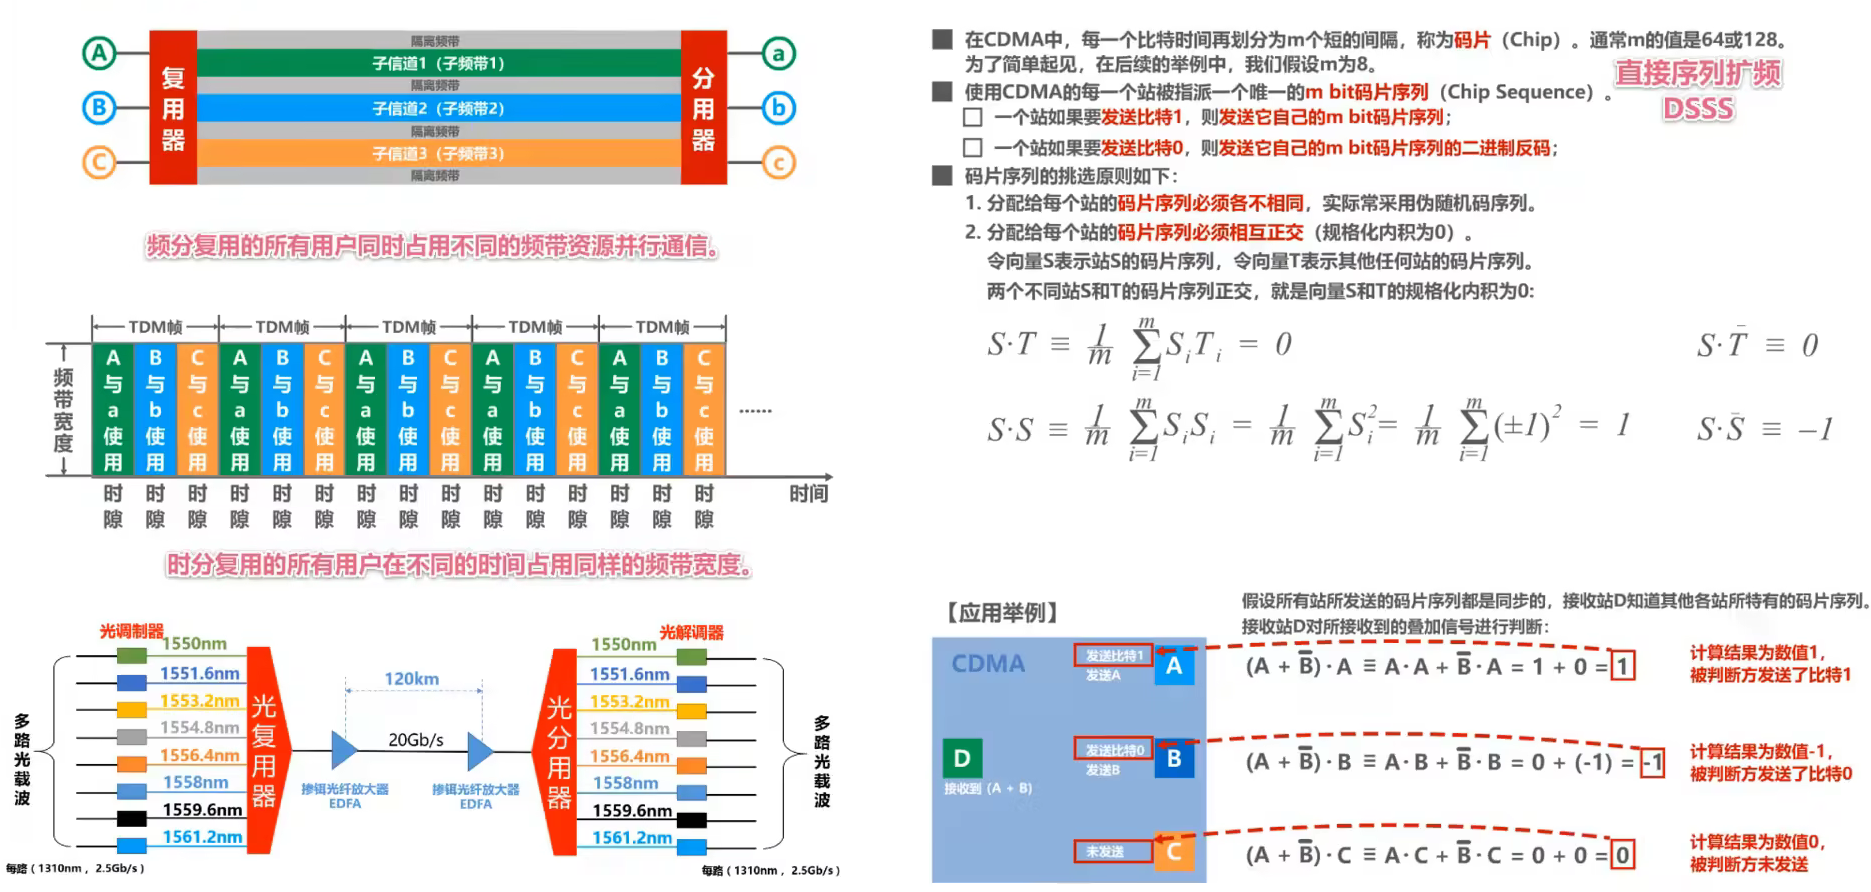 隔离频带
A 子信道1（子频带1） a
隔离频带
B 子信道2（子频带2） b
隔离频带
C 子信道3（子频带3） c
隔离频带
复用器
分用器
频分复用的所有用户同时占用不同的频带资源并行通信。
TDM帧 TDM帧 TDM帧 TDM帧 TDM帧
频带宽度
A与a使用 B与b使用 C与c使用 A与a使用 B与b使用 C与c使用 A与a使用 B与b使用 C与c使用 A与a使用 B与b使用 C与c使用 A与a使用 B与b使用 C与c使用 ……
时隙 时隙 时隙 时隙 时隙 时隙 时隙 时隙 时隙 时隙 时隙 时隙 时隙 时隙 时隙 时间
时分复用的所有用户在不同的时间占用同样的频带宽度。
光调制器 光解调器
多路光载波
1550nm
1551.6nm
1553.2nm
1554.8nm
1556.4nm
1558nm
1559.6nm
1561.2nm
每路（1310nm，2.5Gb/s）
光复用器
120km
20Gb/s
掺铒光纤放大器
EDFA
掺铒光纤放大器
EDFA
光分用器
1550nm
1551.6nm
1553.2nm
1554.8nm
1556.4nm
1558nm
1559.6nm
1561.2nm
多路光载波
每路（1310nm，2.5Gb/s）
在CDMA中，每一个比特时间再划分为m个短的间隔，称为码片（Chip）。通常m的值是64或128。
为了简单起见，在后续的举例中，我们假设m为8。
直接序列扩频
DSSS
使用CDMA的每一个站被指派一个唯一的m bit码片序列（Chip Sequence）。
一个站如果要发送比特1，则发送它自己的m bit码片序列；
一个站如果要发送比特0，则发送它自己的m bit码片序列的二进制反码；
码片序列的挑选原则如下：
1. 分配给每个站的码片序列必须各不相同，实际常采用伪随机码序列。
2. 分配给每个站的码片序列必须相互正交（规格化内积为0）。
令向量S表示站S的码片序列，令向量T表示其他任何站的码片序列。
两个不同站S和T的码片序列正交，就是向量S和T的规格化内积为0:
S·T ≡ 1/m ∑_{i=1}^{m} S_i T_i = 0 S·T̄ ≡ 0
S·S ≡ 1/m ∑_{i=1}^{m} S_i S_i = 1/m ∑_{i=1}^{m} S_i^2 = 1/m ∑_{i=1}^{m} (±1)^2 = 1 S·S̄ ≡ −1
【应用举例】
假设所有站所发送的码片序列都是同步的，接收站D知道其他各站所特有的码片序列。
接收站D对所接收到的叠加信号进行判断：
CDMA
发送比特1
发送A
A
(A + B̄)·A ≡ A·A + B̄·A = 1 + 0 = 1
计算结果为数值1，
被判断方发送了比特1
D
接收到 (A + B̄)
发送比特0
发送B̄
B
(A + B̄)·B ≡ A·B + B̄·B = 0 + (-1) = -1
计算结果为数值-1，
被判断方发送了比特0
未发送
C
(A + B̄)·C ≡ A·C + B̄·C = 0 + 0 = 0
计算结果为数值0，
被判断方未发送